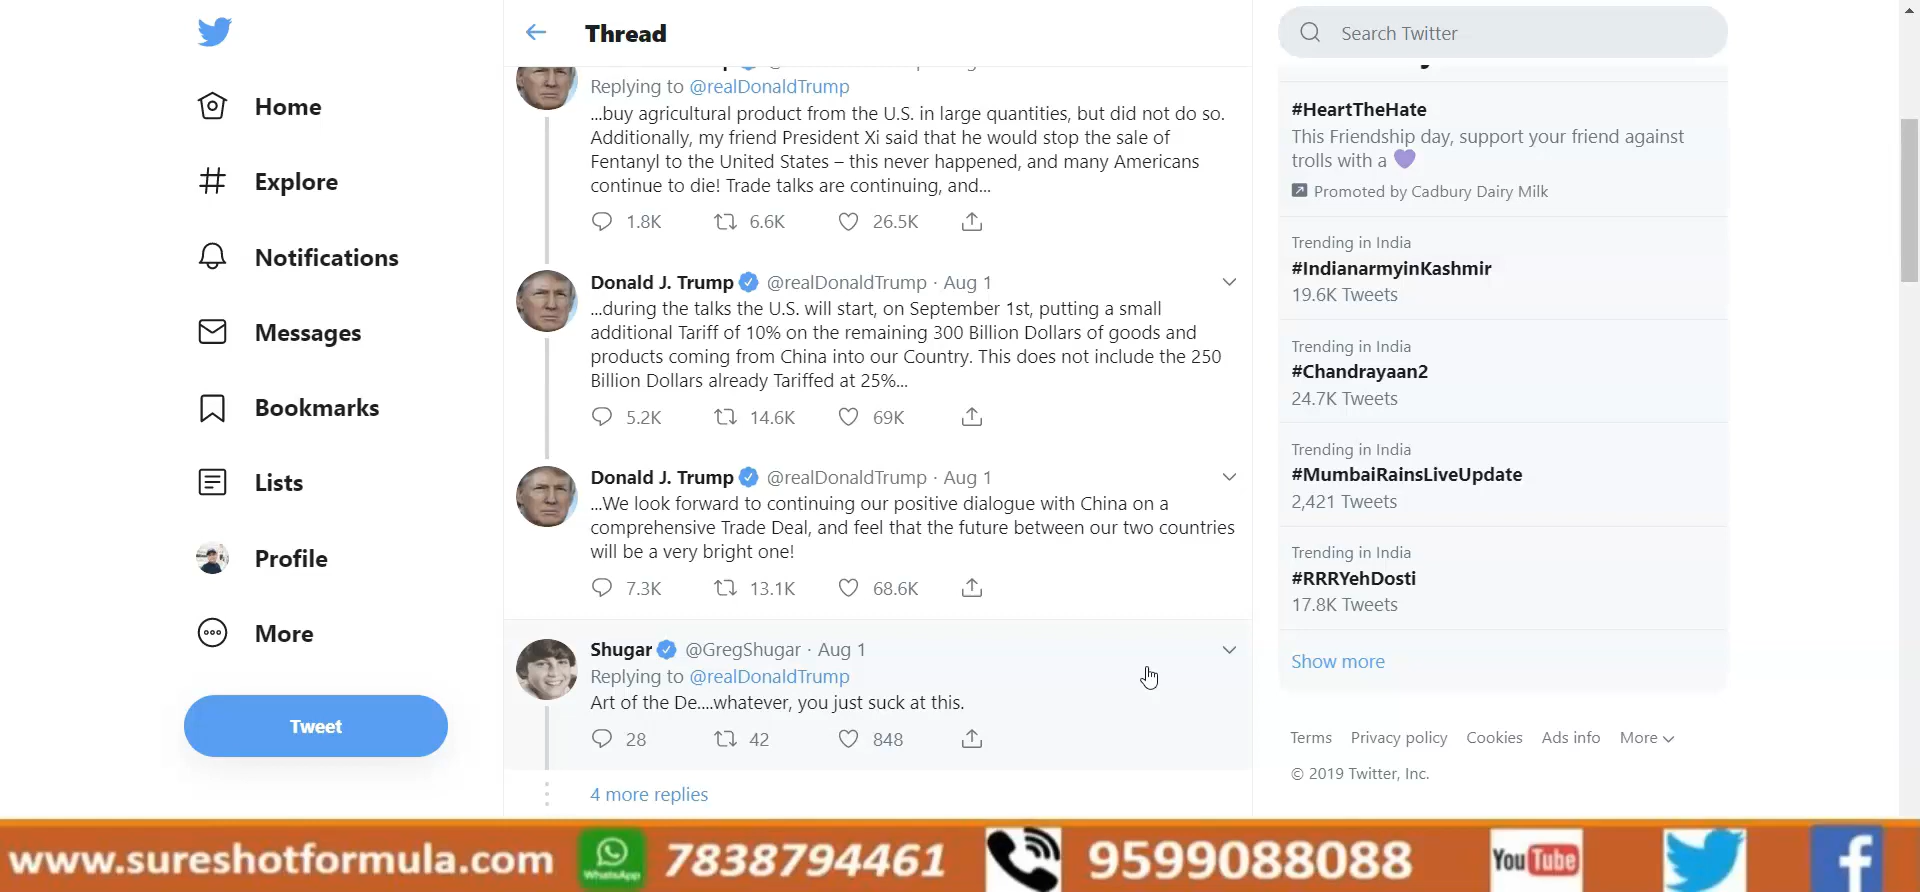 Thread
Search Twitter
Home
Explore
Notifications
Messages
Bookmarks
Lists
Profile
More
Tweet
Replying to @realDonaldTrump
...buy agricultural product from the U.S. in large quantities, but did not do so.
Additionally, my friend President Xi said that he would stop the sale of
Fentanyl to the United States – this never happened, and many Americans
continue to die! Trade talks are continuing, and...
1.8K 6.6K 26.5K
Donald J. Trump @realDonaldTrump · Aug 1
...during the talks the U.S. will start, on September 1st, putting a small
additional Tariff of 10% on the remaining 300 Billion Dollars of goods and
products coming from China into our Country. This does not include the 250
Billion Dollars already Tariffed at 25%...
5.2K 14.6K 69K
Donald J. Trump @realDonaldTrump · Aug 1
...We look forward to continuing our positive dialogue with China on a
comprehensive Trade Deal, and feel that the future between our two countries
will be a very bright one!
7.3K 13.1K 68.6K
Shugar @GregShugar · Aug 1
Replying to @realDonaldTrump
Art of the De....whatever, you just suck at this.
28 42 848
4 more replies
#HeartTheHate
This Friendship day, support your friend against
trolls with a
Promoted by Cadbury Dairy Milk
Trending in India
#IndianarmyinKashmir
19.6K Tweets
Trending in India
#Chandrayaan2
24.7K Tweets
Trending in India
#MumbaiRainsLiveUpdate
2,421 Tweets
Trending in India
#RRRYehDosti
17.8K Tweets
Show more
Terms Privacy policy Cookies Ads info More
© 2019 Twitter, Inc.
www.sureshotformula.com WhatsApp 7838794461 9599088088 YouTube